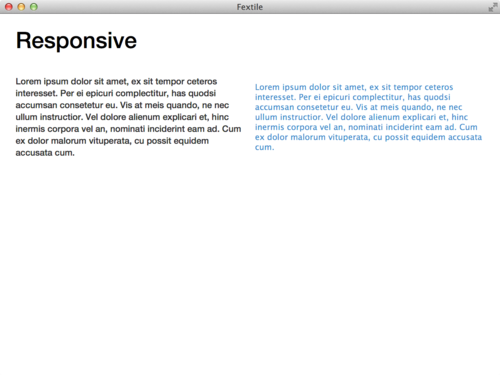 Fextile
Responsive
Lorem ipsum dolor sit amet, ex sit tempor ceteros
interesset. Per ei epicuri complectitur, has quodsi
accumsan consetetur eu. Vis at meis quando, ne nec
ullum instructior. Vel dolore alienum explicari et, hinc
inermis corpora vel an, nominati inciderint eam ad. Cum
ex dolor malorum vituperata, cu possit equidem
accusata cum.
Lorem ipsum dolor sit amet, ex sit tempor ceteros
interesset. Per ei epicuri complectitur, has quodsi
accumsan consetetur eu. Vis at meis quando, ne nec
ullum instructior. Vel dolore alienum explicari et, hinc
inermis corpora vel an, nominati inciderint eam ad. Cum
ex dolor malorum vituperata, cu possit equidem accusata
cum.